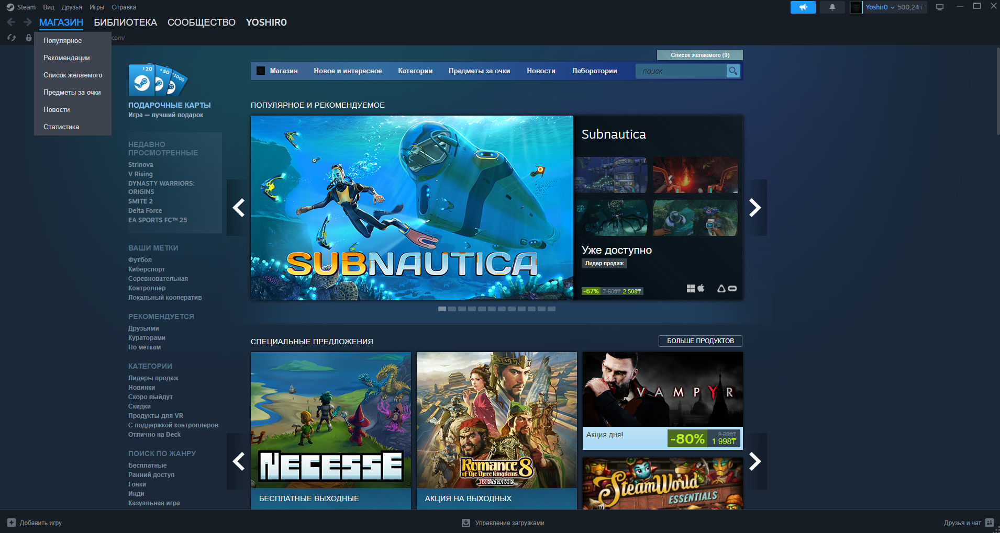 Steam Вид Друзья Игры Справка
Yoshir0 500,24₸
МАГАЗИН БИБЛИОТЕКА СООБЩЕСТВО YOSHIR0
com/
Популярное
Рекомендации
Список желаемого
Предметы за очки
Новости
Статистика
Список желаемого (9)
Магазин Новое и интересное Категории Предметы за очки Новости Лаборатории поиск
$20 €50 1000
ПОДАРОЧНЫЕ КАРТЫ
Игра — лучший подарок
НЕДАВНО
ПРОСМОТРЕННЫЕ
Strinova
V Rising
DYNASTY WARRIORS:
ORIGINS
SMITE 2
Delta Force
EA SPORTS FC™ 25
ВАШИ МЕТКИ
Футбол
Киберспорт
Соревновательная
Контроллер
Локальный кооператив
РЕКОМЕНДУЕТСЯ
Друзьями
Кураторами
По меткам
КАТЕГОРИИ
Лидеры продаж
Новинки
Скоро выйдут
Скидки
Продукты для VR
С поддержкой контроллеров
Отлично на Deck
ПОИСК ПО ЖАНРУ
Бесплатные
Ранний доступ
Гонки
Инди
Казуальная игра
ПОПУЛЯРНОЕ И РЕКОМЕНДУЕМОЕ
SUBNAUTICA
Subnautica
Уже доступно
Лидер продаж
-67% 7 600₸ 2 508₸
СПЕЦИАЛЬНЫЕ ПРЕДЛОЖЕНИЯ
БОЛЬШЕ ПРОДУКТОВ
NECESSE
БЕСПЛАТНЫЕ ВЫХОДНЫЕ
Romance 8
of The Three Kingdoms
REMAKE
АКЦИЯ НА ВЫХОДНЫХ
VAMPYR
Акция дня!
-80% 9 990₸
1 998₸
SteamWorld
ESSENTIALS
Добавить игру
Управление загрузками
Друзья и чат